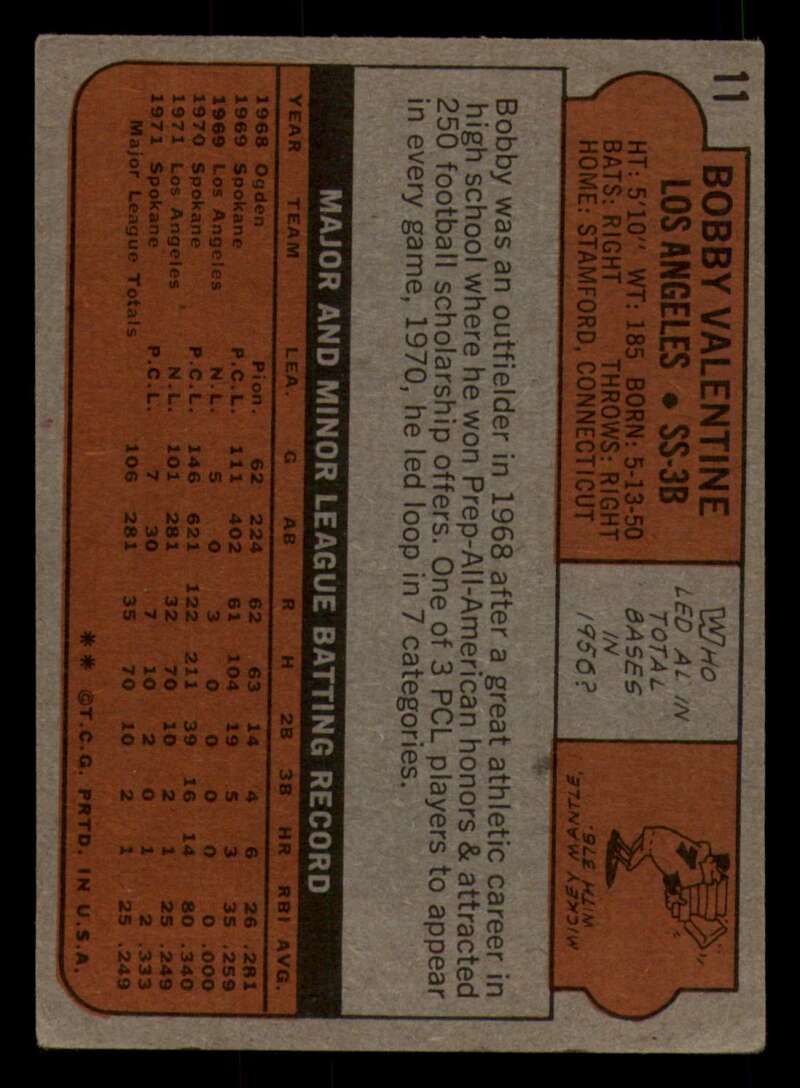 11
BOBBY VALENTINE
LOS ANGELES • SS-3B
HT: 5'10" WT: 185 BORN: 5-13-50
BATS: RIGHT THROWS: RIGHT
HOME: STAMFORD, CONNECTICUT
WHO
LED AL IN
TOTAL
BASES
IN
1956?
MICKEY MANTLE,
WITH 376.
Bobby was an outfielder in 1968 after a great athletic career in
high school where he won Prep-All-American honors & attracted
250 football scholarship offers. One of 3 PCL players to appear
in every game, 1970, he led loop in 7 categories.
MAJOR AND MINOR LEAGUE BATTING RECORD
YEAR TEAM LEA. G AB R H 2B 3B HR RBI AVG.
1968 Ogden Pion. 62 224 62 63 14 4 6 26 .281
1969 Spokane P.C.L. 111 402 61 104 19 5 3 35 .259
1969 Los Angeles N.L. 5 0 3 0 0 0 0 0 .000
1970 Spokane P.C.L. 146 621 122 211 39 16 14 80 .340
1971 Los Angeles N.L. 101 281 32 70 10 2 1 25 .249
1971 Spokane P.C.L. 7 30 7 10 2 0 1 2 .333
Major League Totals 106 281 35 70 10 2 1 25 .249
** ©T.C.G. PRTD. IN U.S.A.